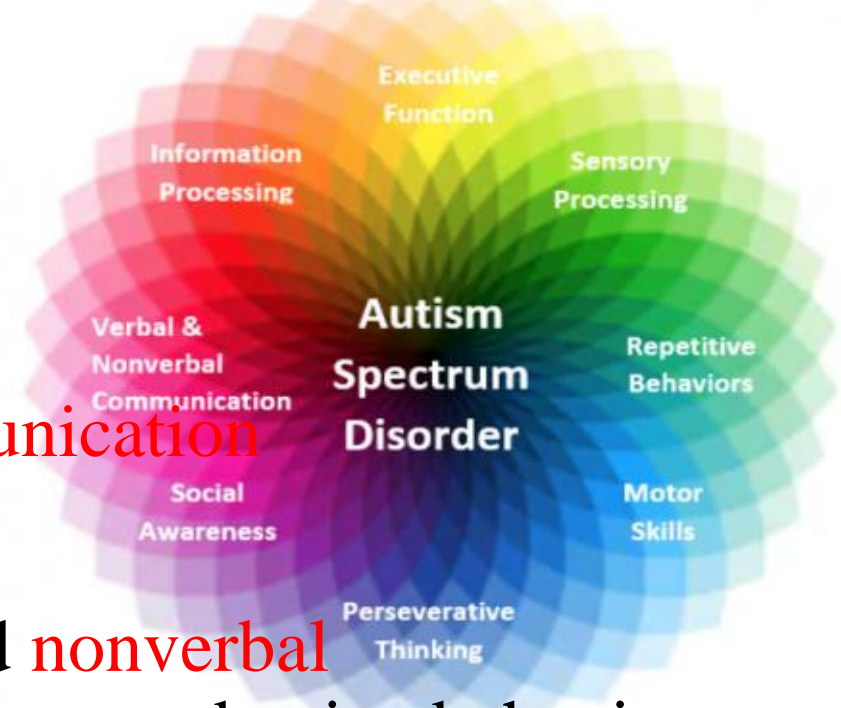 Executive
Function
Information
Processing
Sensory
Processing
Autism
Spectrum
Disorder
Verbal &
Nonverbal
Communication
Repetitive
Behaviors
unication
Social
Awareness
Motor
Skills
Perseverative
Thinking
nonverbal